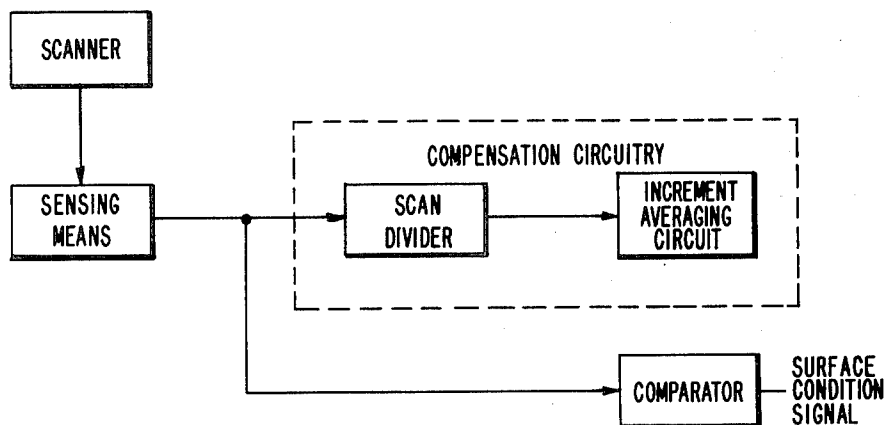 SCANNER
SENSING
MEANS
COMPENSATION CIRCUITRY
SCAN
DIVIDER
INCREMENT
AVERAGING
CIRCUIT
COMPARATOR
SURFACE
CONDITION
SIGNAL